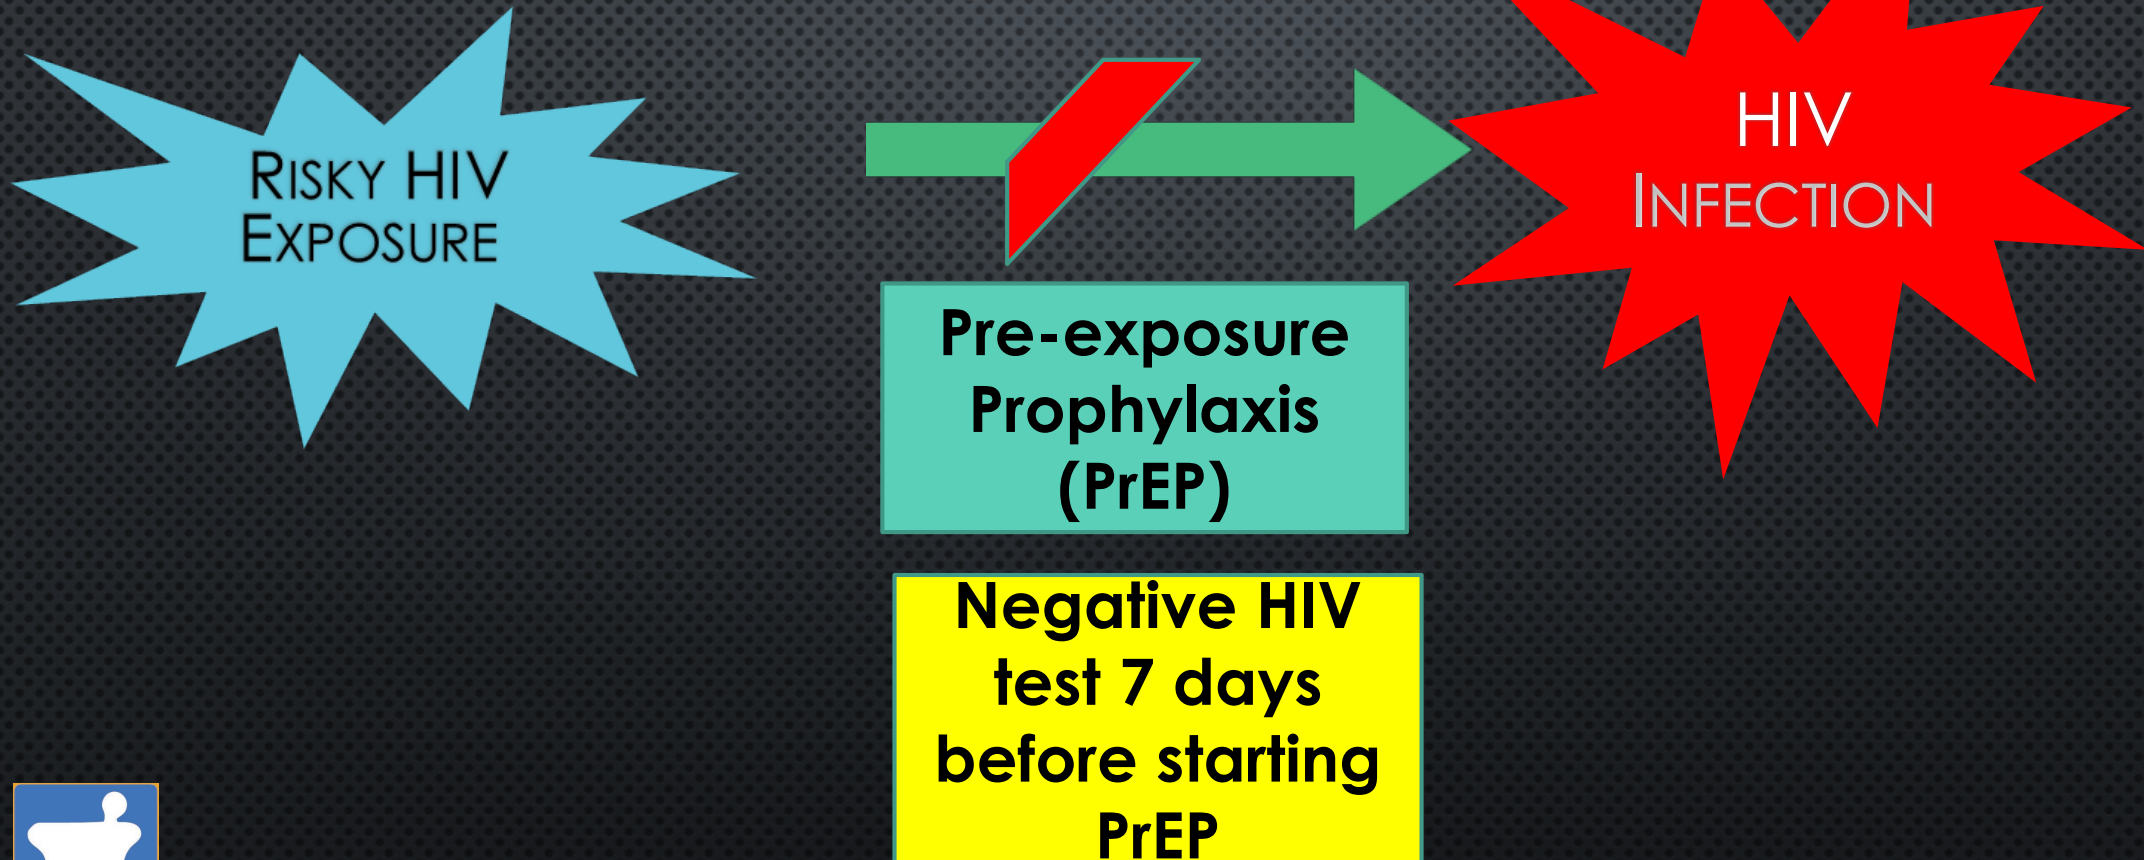 RISKY HIV
EXPOSURE
HIV
INFECTION
Pre-exposure
Prophylaxis
(PrEP)
Negative HIV
test 7 days
before starting
PrEP